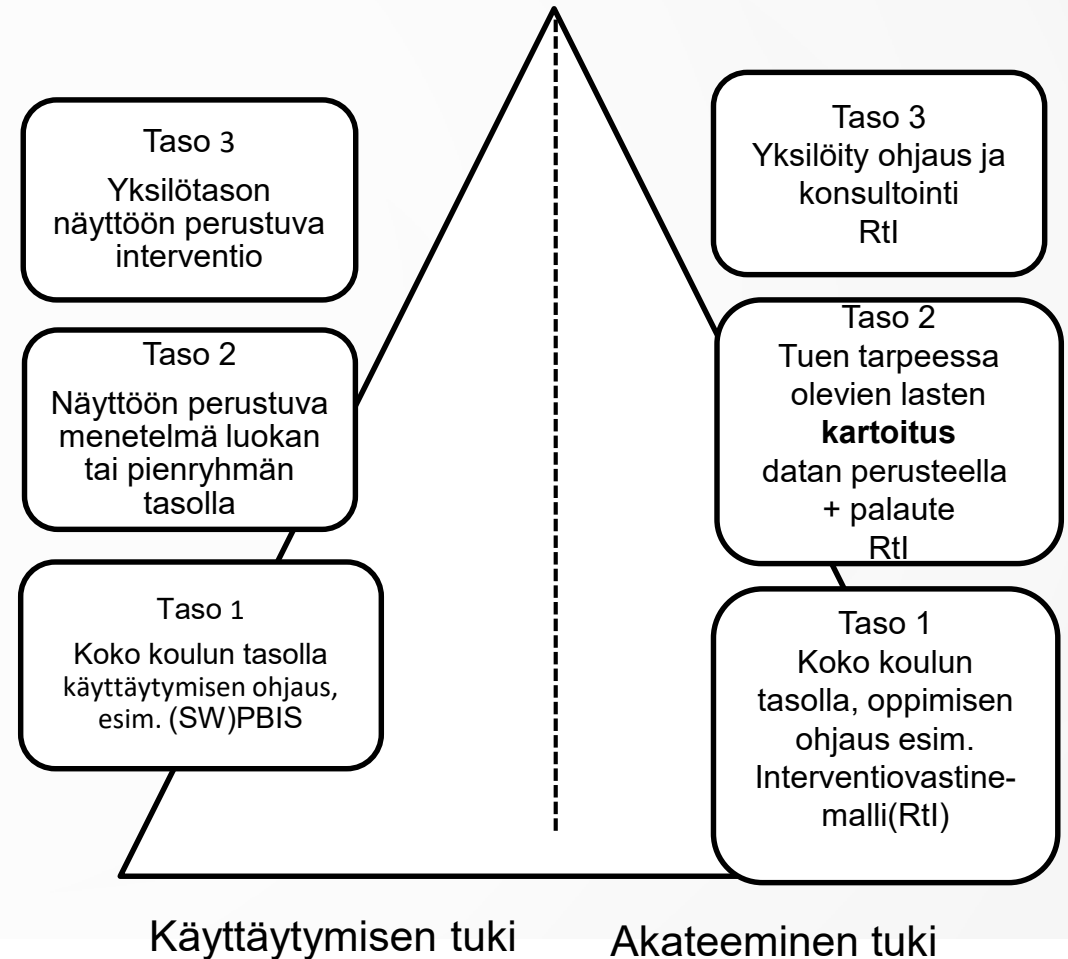 Taso 3
Yksilötason
näyttöön perustuva
interventio
Taso 2
Näyttöön perustuva
menetelmä luokan
tai pienryhmän
tasolla
Taso 1
Koko koulun tasolla
käyttäytymisen ohjaus,
esim. (SW)PBIS
Taso 3
Yksilöity ohjaus ja
konsultointi
RtI
Taso 2
Tuen tarpeessa
olevien lasten
kartoitus
datan perusteella
+ palaute
RtI
Taso 1
Koko koulun
tasolla, oppimisen
ohjaus esim.
Interventiovastine-
malli(RtI)
Käyttäytymisen tuki
Akateeminen tuki